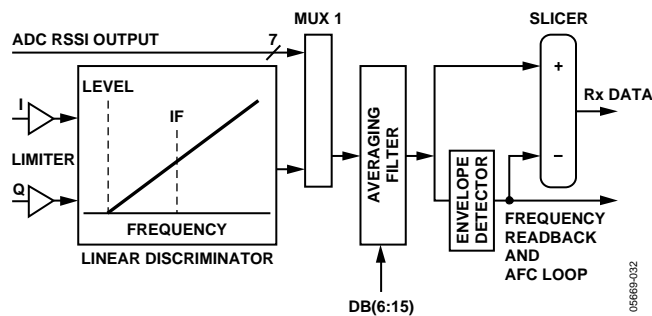 MUX 1
SLICER
ADC RSSI OUTPUT
7
LEVEL
I
IF
LIMITER
Q
FREQUENCY
LINEAR DISCRIMINATOR
AVERAGING
FILTER
DB(6:15)
ENVELOPE
DETECTOR
+
–
Rx DATA
FREQUENCY
READBACK
AND
AFC LOOP
05669-032